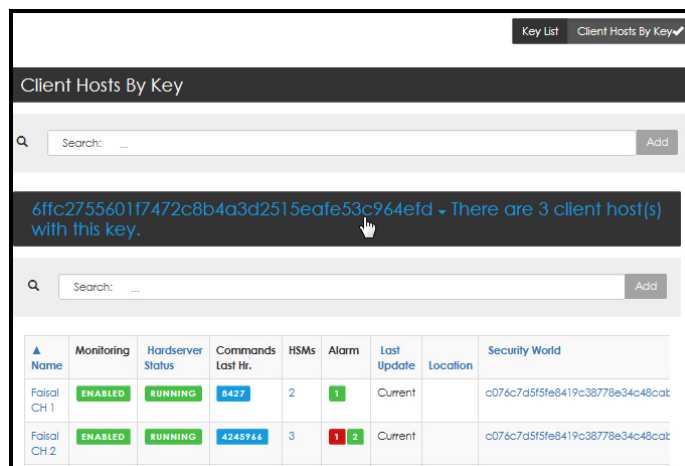 Key List Client Hosts By Key
Client Hosts By Key
Search: ... Add
6ffc2755601f7472c8b4a3d2515eafe53c964efd There are 3 client host(s)
with this key.
Search: ... Add
Name Monitoring Hardserver Status Commands Last Hr. HSMs Alarm Last Update Location Security World
Faisal CH 1 ENABLED RUNNING 8427 2 1 Current c076c7d5f5fe8419c38778e34c48cab
Faisal CH 2 ENABLED RUNNING 4245966 3 1 2 Current c076c7d5f5fe8419c38778e34c48cab